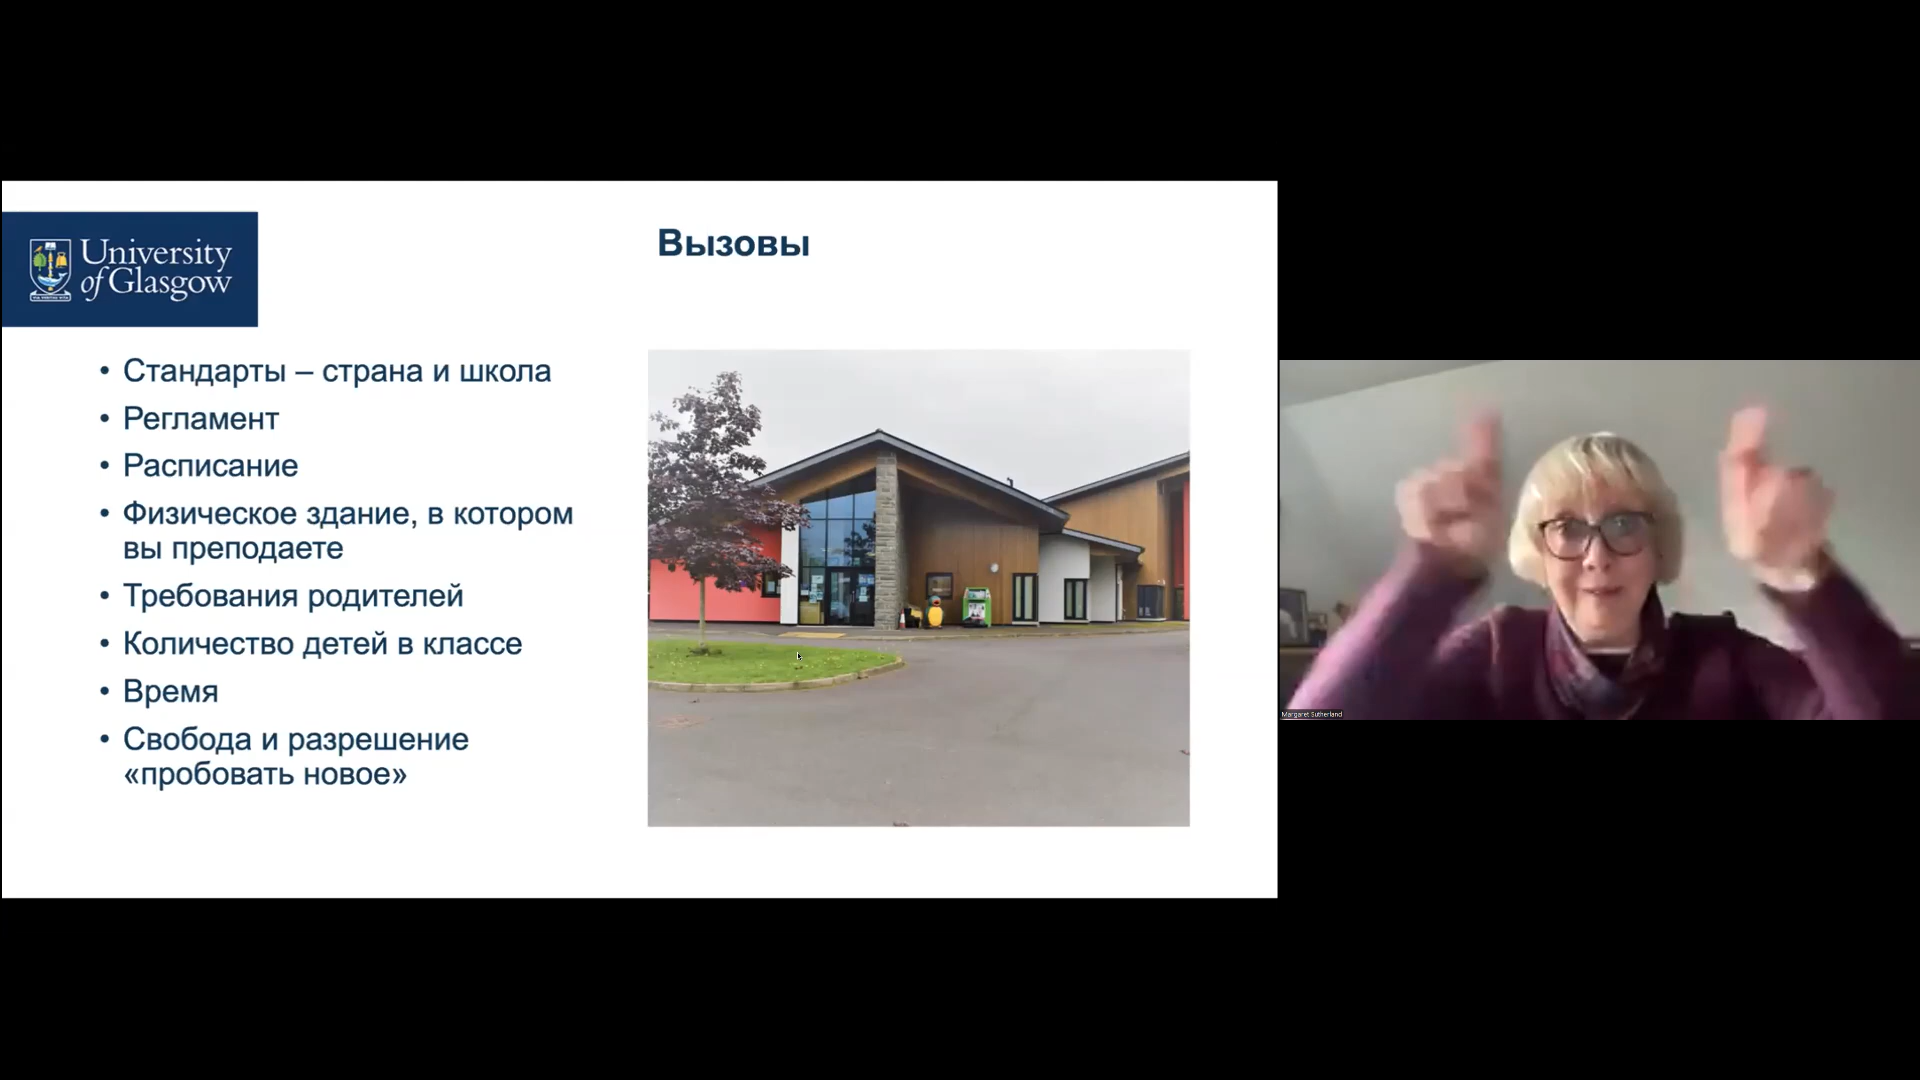 University
of Glasgow
Вызовы
• Стандарты – страна и школа
• Регламент
• Расписание
• Физическое здание, в котором
вы преподаете
• Требования родителей
• Количество детей в классе
• Время
• Свобода и разрешение
«пробовать новое»
Margaret Sutherland